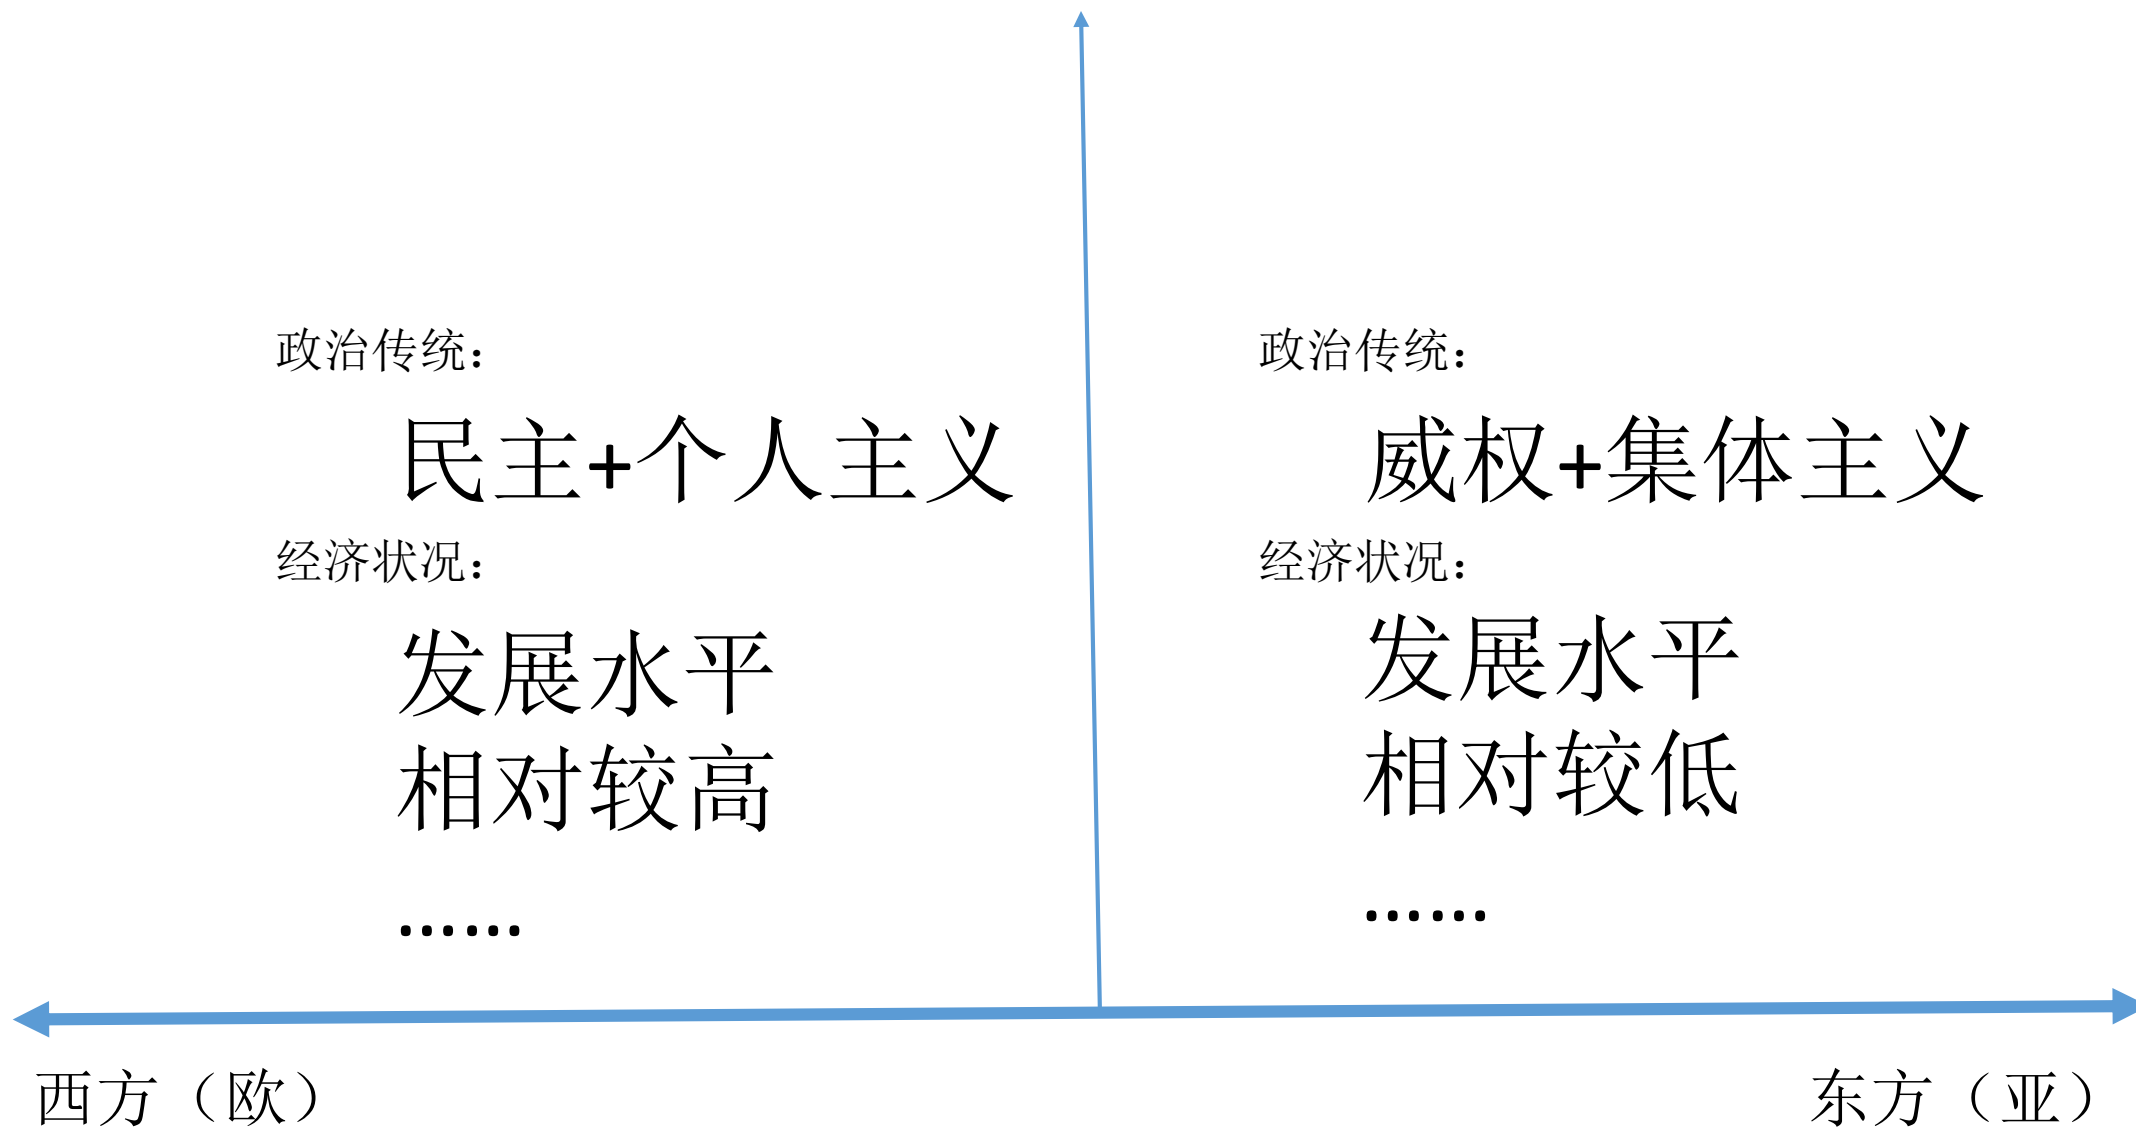 政治传统：
民主+个人主义
经济状况：
发展水平
相对较高
……
政治传统：
威权+集体主义
经济状况：
发展水平
相对较低
……
西方（欧）
东方（亚）